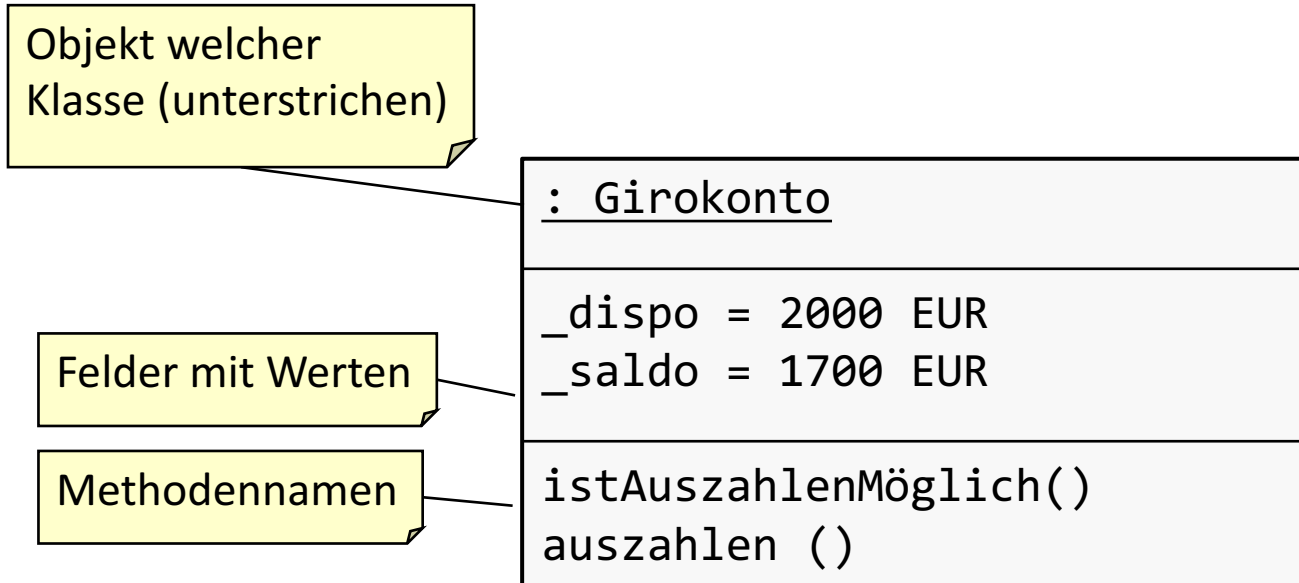 Objekt welcher
Klasse (unterstrichen)
: Girokonto
_dispo = 2000 EUR
_saldo = 1700 EUR
Felder mit Werten
Methodennamen
istAuszahlenMöglich()
auszahlen ()